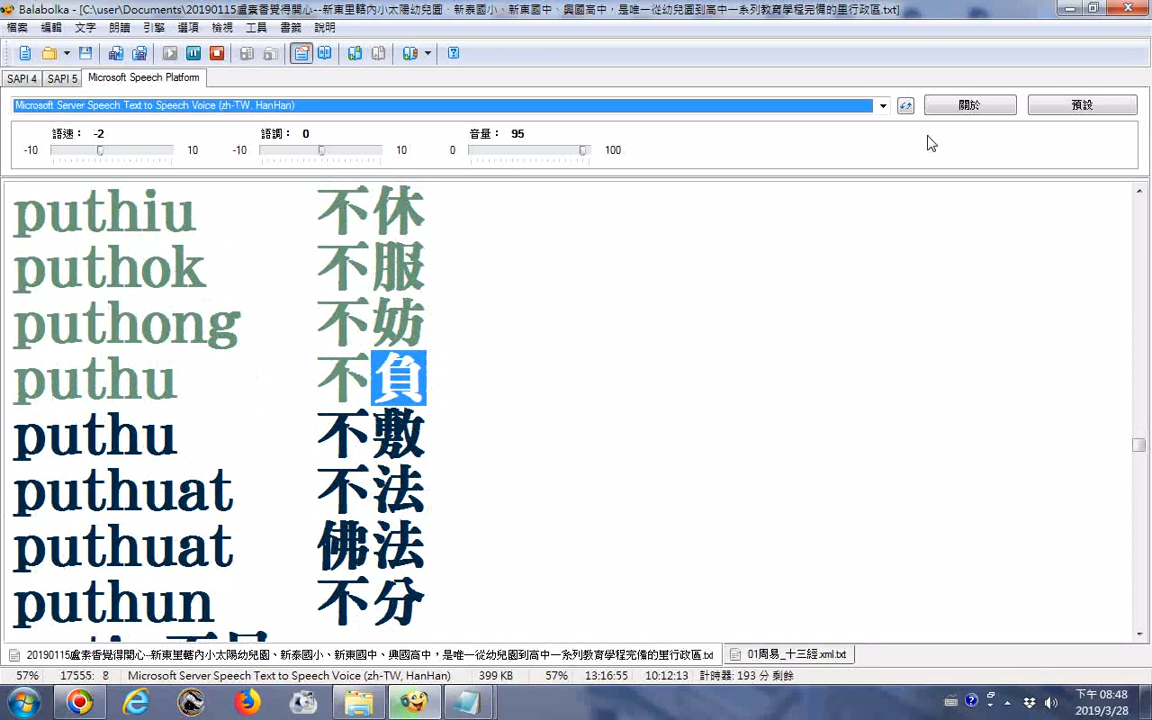 Balabolka - [C:\user\Documents\20190115盧素香覺得開心--新東里轄內小太陽幼兒園、新泰國小、新東國中、興國高中，是唯一從幼兒園到高中一系列教育學程完備的里行政區.txt]
檔案 編輯 文字 朗讀 引擎 選項 檢視 工具 書籤 說明
SAPI 4 SAPI 5 Microsoft Speech Platform
Microsoft Server Speech Text to Speech Voice (zh-TW, HanHan) 關於 預設
語速： -2 語調： 0 音量： 95
-10 10 -10 10 0 100
puthiu 不休
puthok 不服
puthong 不妨
puthu 不負
puthu 不敷
puthuat 不法
puthuat 佛法
puthun 不分
20190115盧素香覺得開心--新東里轄內小太陽幼兒園、新泰國小、新東國中、興國高中，是唯一從幼兒園到高中一系列教育學程完備的里行政區.txt 01周易_十三經.xml.txt
57% 17555: 8 Microsoft Server Speech Text to Speech Voice (zh-TW, HanHan) 399 KB 57% 13:16:55 10:12:13 計時器: 193 分 剩餘
下午 08:48
2019/3/28